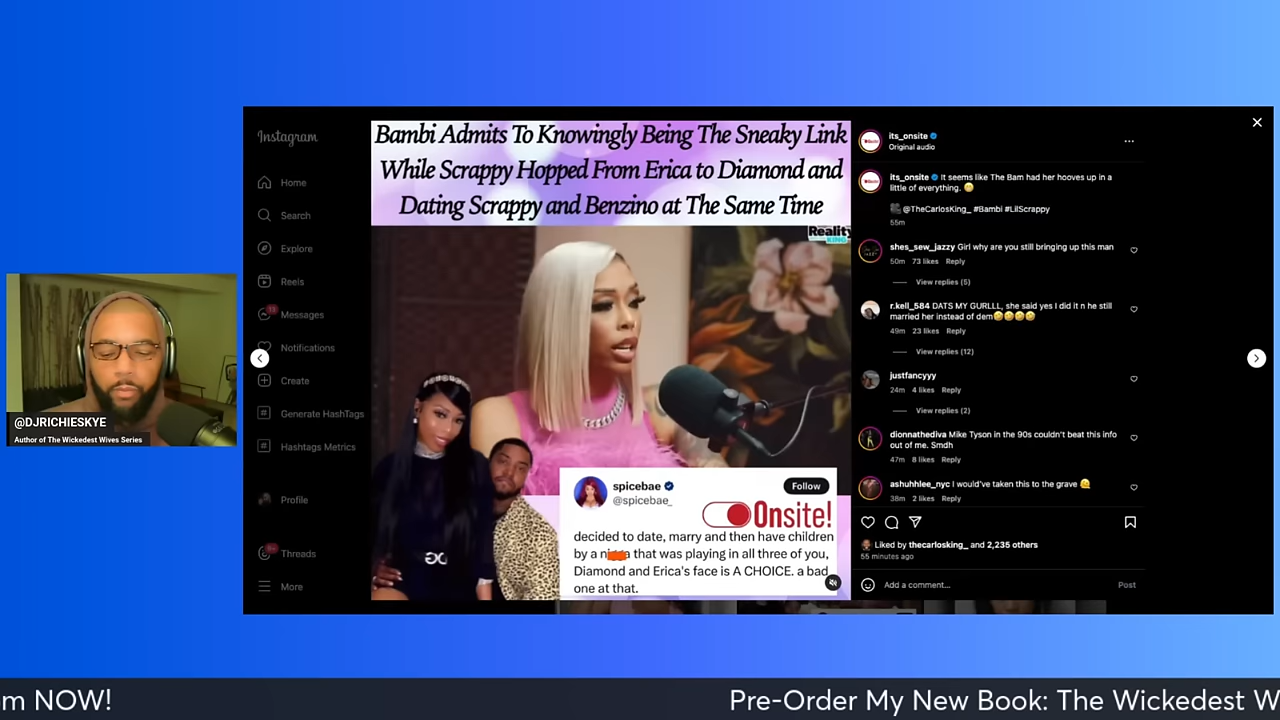 Instagram
Home
Search
Explore
Reels
13
Messages
Notifications
Create
Generate HashTags
Hashtags Metrics
Profile
9+
Threads
More
@DJRICHIESKYE
Author of The Wickedest Wives Series
Bambi Admits To Knowingly Being The Sneaky Link
While Scrappy Hopped From Erica to Diamond and
Dating Scrappy and Benzino at The Same Time
Reality
KING
spicebae
@spicebae_
Follow
Onsite!
decided to date, marry and then have children
by a that was playing in all three of you,
Diamond and Erica's face is A CHOICE. a bad
one at that.
its_onsite
Original audio
its_onsite It seems like The Bam had her hooves up in a
little of everything. 😁
@TheCarlosKing_ #Bambi #LilScrappy
55m
shes_sew_jazzy Girl why are you still bringing up this man
50m 73 likes Reply
View replies (5)
r.kell_584 DATS MY GURLLL, she said yes I did it n he still
married her instead of dem🤣🤣🤣🤣
49m 23 likes Reply
View replies (12)
justfancyyy
24m 4 likes Reply
View replies (2)
dionnathediva Mike Tyson in the 90s couldn't beat this info
out of me. Smdh
47m 8 likes Reply
ashuhhlee_nyc I would've taken this to the grave
38m 2 likes Reply
Liked by thecarlosking_ and 2,235 others
55 minutes ago
Add a comment...
Post
m NOW!
Pre-Order My New Book: The Wickedest W